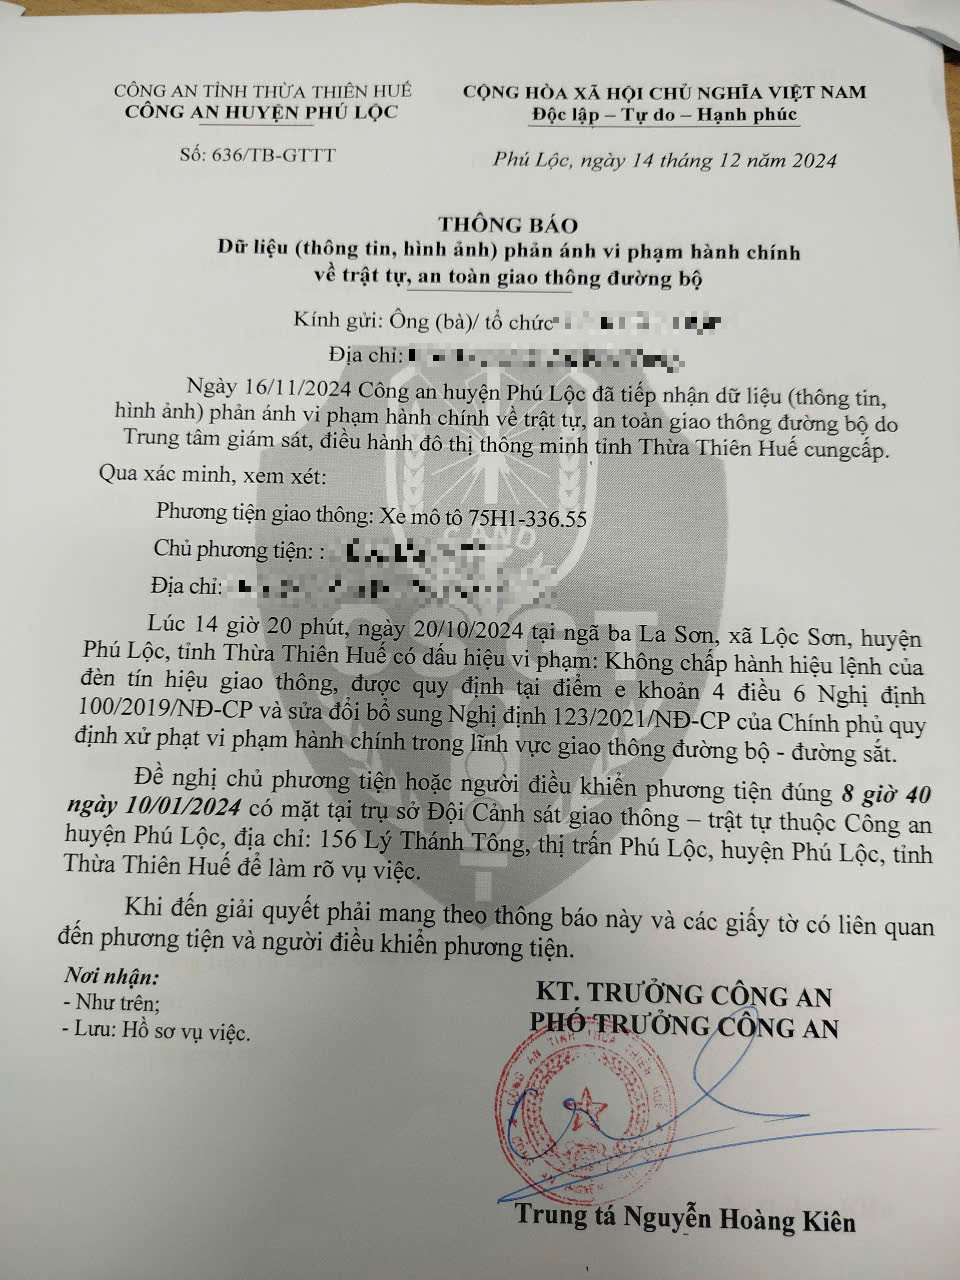 CÔNG AN TỈNH THỪA THIÊN HUẾ
CÔNG AN HUYỆN PHÚ LỘC
Số: 636/TB-GTTT
CỘNG HÒA XÃ HỘI CHỦ NGHĨA VIỆT NAM
Độc lập – Tự do – Hạnh phúc
Phú Lộc, ngày 14 tháng 12 năm 2024
THÔNG BÁO
Dữ liệu (thông tin, hình ảnh) phản ánh vi phạm hành chính
về trật tự, an toàn giao thông đường bộ
Kính gửi: Ông (bà)/ tổ chức
Địa chỉ:
Ngày 16/11/2024 Công an huyện Phú Lộc đã tiếp nhận dữ liệu (thông tin,
hình ảnh) phản ánh vi phạm hành chính về trật tự, an toàn giao thông đường bộ do
Trung tâm giám sát, điều hành đô thị thông minh tỉnh Thừa Thiên Huế cungcấp.
Qua xác minh, xem xét:
Phương tiện giao thông: Xe mô tô 75H1-336.55
Chủ phương tiện: :
Địa chỉ:
Lúc 14 giờ 20 phút, ngày 20/10/2024 tại ngã ba La Sơn, xã Lộc Sơn, huyện
Phú Lộc, tỉnh Thừa Thiên Huế có dấu hiệu vi phạm: Không chấp hành hiệu lệnh của
đèn tín hiệu giao thông, được quy định tại điểm e khoản 4 điều 6 Nghị định
100/2019/NĐ-CP và sửa đổi bổ sung Nghị định 123/2021/NĐ-CP của Chính phủ quy
định xử phạt vi phạm hành chính trong lĩnh vực giao thông đường bộ - đường sắt.
Đề nghị chủ phương tiện hoặc người điều khiển phương tiện đúng 8 giờ 40
ngày 10/01/2024 có mặt tại trụ sở Đội Cảnh sát giao thông – trật tự thuộc Công an
huyện Phú Lộc, địa chỉ: 156 Lý Thánh Tông, thị trấn Phú Lộc, huyện Phú Lộc, tỉnh
Thừa Thiên Huế để làm rõ vụ việc.
Khi đến giải quyết phải mang theo thông báo này và các giấy tờ có liên quan
đến phương tiện và người điều khiển phương tiện.
Nơi nhận:
- Như trên;
- Lưu: Hồ sơ vụ việc.
KT. TRƯỞNG CÔNG AN
PHÓ TRƯỞNG CÔNG AN
CÔNG AN TỈNH THỪA THIÊN HUẾ
Trung tá Nguyễn Hoàng Kiên
CAND
CSGT